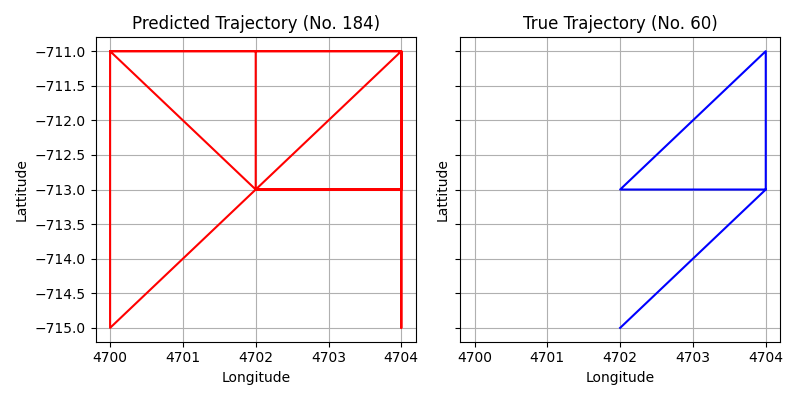 Predicted Trajectory (No. 184)
−711.0
−711.5
−712.0
−712.5
−713.0
−713.5
−714.0
−714.5
−715.0
Lattitude
4700 4701 4702 4703 4704
Longitude
True Trajectory (No. 60)
Lattitude
4700 4701 4702 4703 4704
Longitude